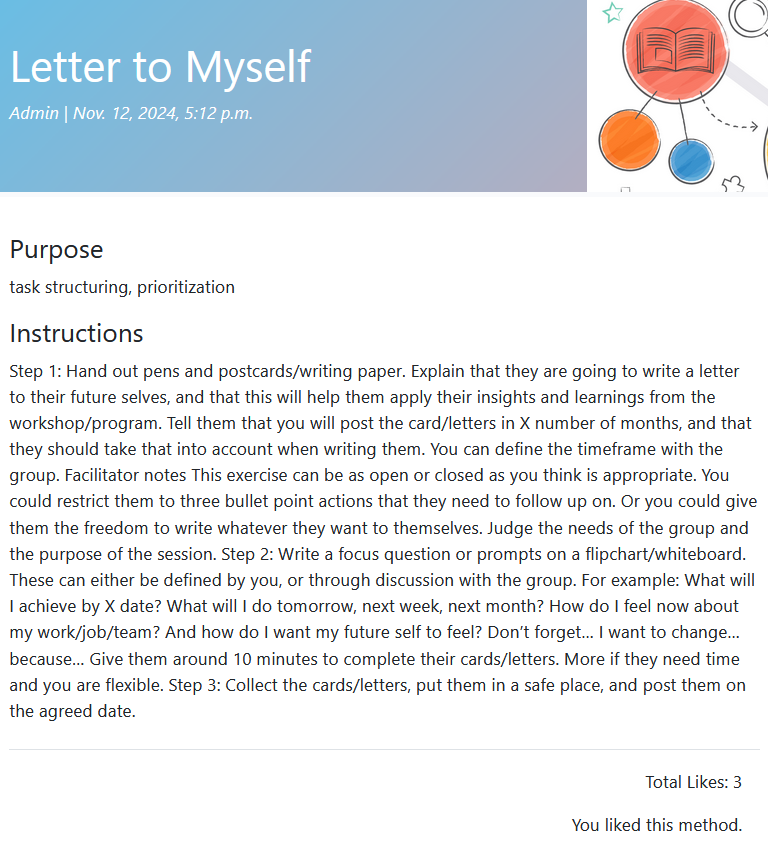 Letter to Myself
Admin | Nov. 12, 2024, 5:12 p.m.
Purpose
task structuring, prioritization
Instructions
Step 1: Hand out pens and postcards/writing paper. Explain that they are going to write a letter
to their future selves, and that this will help them apply their insights and learnings from the
workshop/program. Tell them that you will post the card/letters in X number of months, and that
they should take that into account when writing them. You can define the timeframe with the
group. Facilitator notes This exercise can be as open or closed as you think is appropriate. You
could restrict them to three bullet point actions that they need to follow up on. Or you could give
them the freedom to write whatever they want to themselves. Judge the needs of the group and
the purpose of the session. Step 2: Write a focus question or prompts on a flipchart/whiteboard.
These can either be defined by you, or through discussion with the group. For example: What will
I achieve by X date? What will I do tomorrow, next week, next month? How do I feel now about
my work/job/team? And how do I want my future self to feel? Don’t forget… I want to change…
because… Give them around 10 minutes to complete their cards/letters. More if they need time
and you are flexible. Step 3: Collect the cards/letters, put them in a safe place, and post them on
the agreed date.
Total Likes: 3
You liked this method.